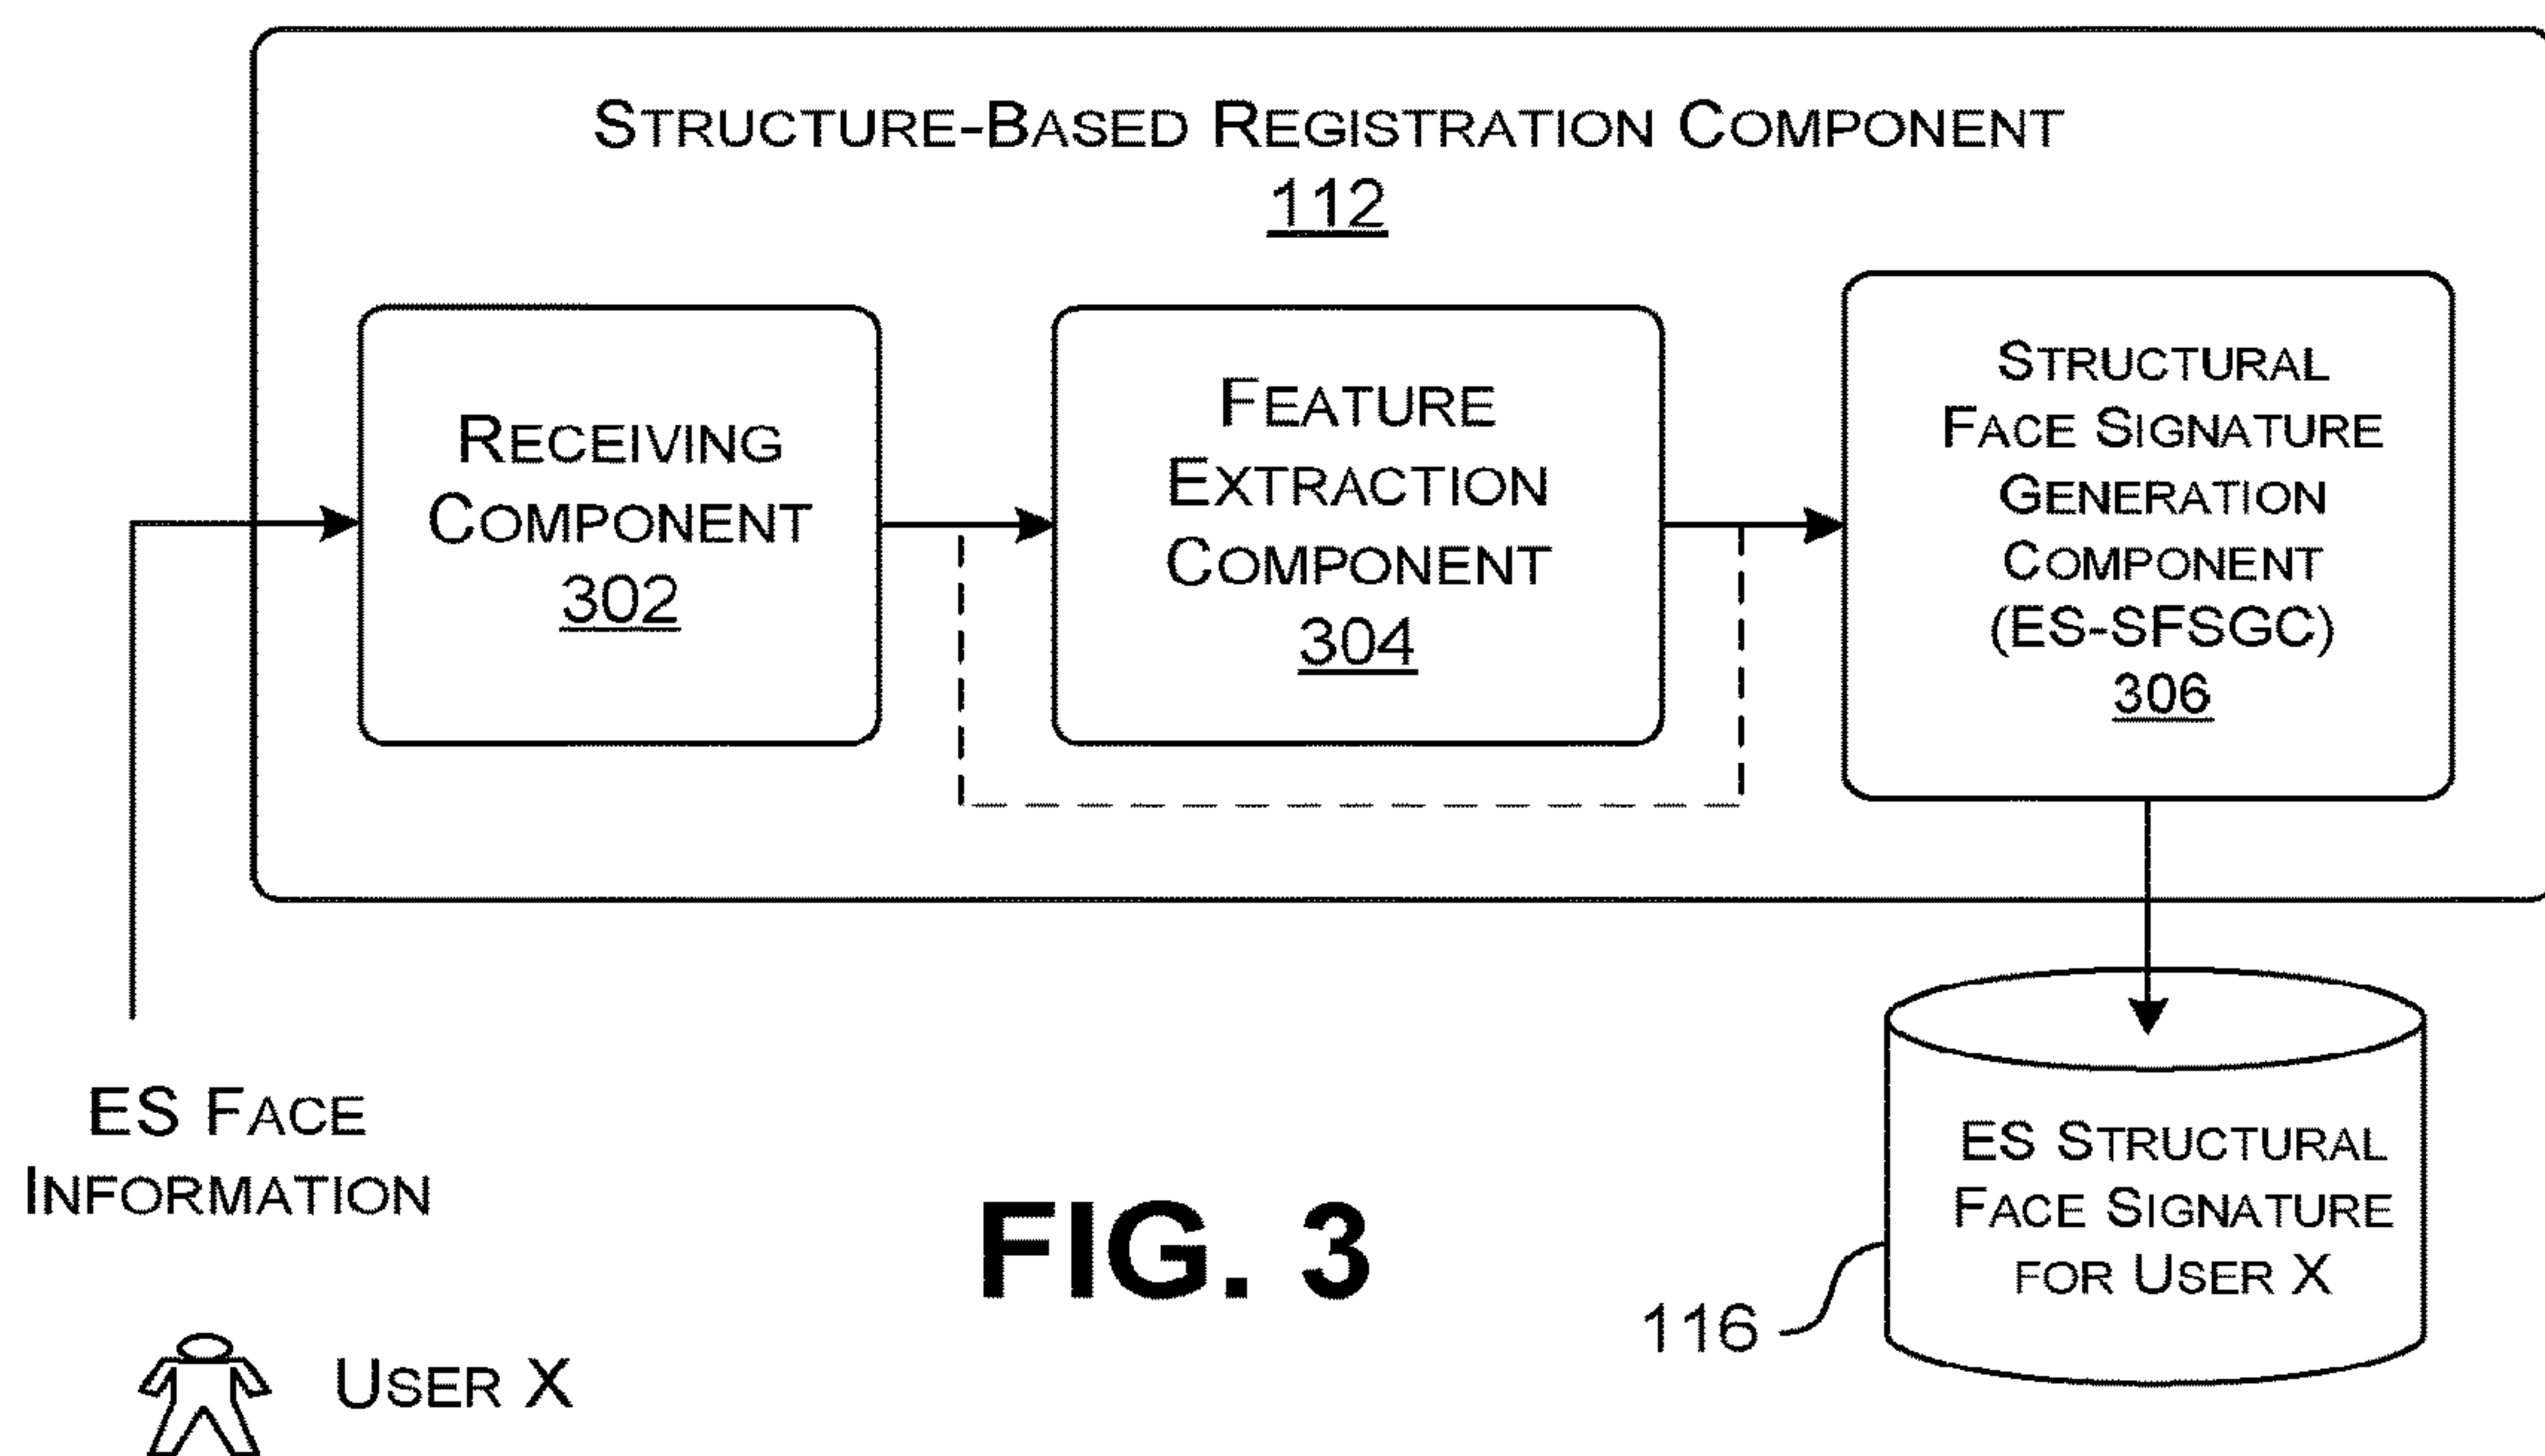 STRUCTURE-BASED REGISTRATION COMPONENT
112
RECEIVING
COMPONENT
302
FEATURE
EXTRACTION
COMPONENT
304
STRUCTURAL
FACE SIGNATURE
GENERATION
COMPONENT
(ES-SFSGC)
306
ES FACE
INFORMATION
USER X
FIG. 3
ES STRUCTURAL
FACE SIGNATURE
FOR USER X
116